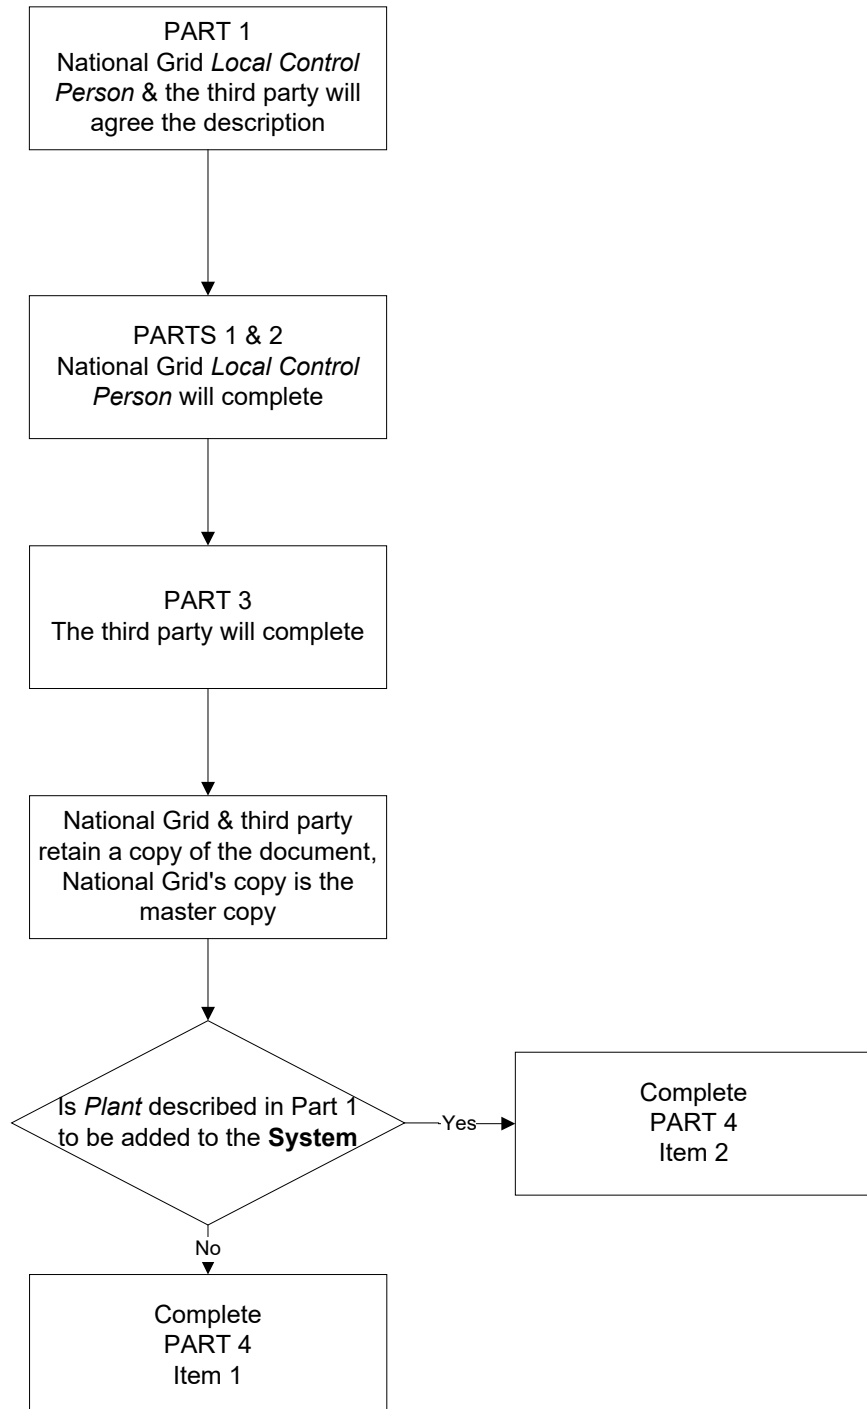 PART 1
National Grid Local Control
Person & the third party will
agree the description
PARTS 1 & 2
National Grid Local Control
Person will complete
PART 3
The third party will complete
National Grid & third party
retain a copy of the document,
National Grid's copy is the
master copy
Is Plant described in Part 1
to be added to the System
Yes
Complete
PART 4
Item 2
No
Complete
PART 4
Item 1